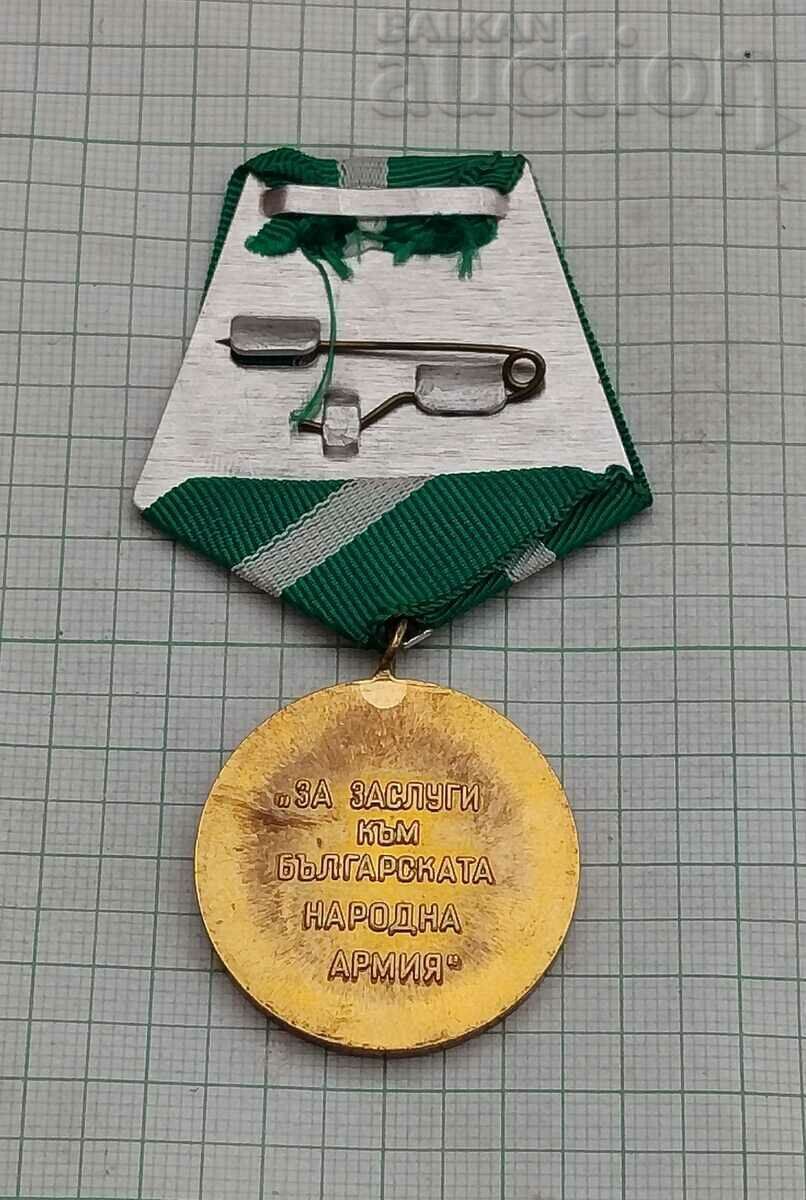 BALKAN
auction
„ЗА ЗАСЛУГИ
КЪМ
БЪЛГАРСКАТА
НАРОДНА
АРМИЯ“